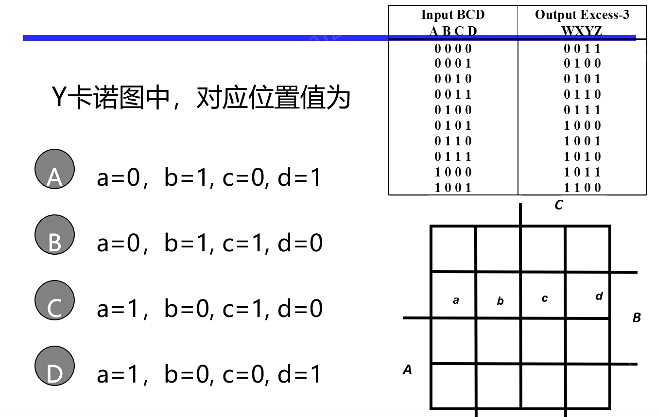 Input BCD Output Excess-3
A B C D WXYZ
0 0 0 0 0 0 1 1
0 0 0 1 0 1 0 0
0 0 1 0 0 1 0 1
0 0 1 1 0 1 1 0
0 1 0 0 0 1 1 1
0 1 0 1 1 0 0 0
0 1 1 0 1 0 0 1
0 1 1 1 1 0 1 0
1 0 0 0 1 0 1 1
1 0 0 1 1 1 0 0
Y卡诺图中，对应位置值为
A a=0，b=1, c=0, d=1
B a=0，b=1, c=1, d=0
C a=1，b=0, c=1, d=0
D a=1，b=0, c=0, d=1
C
a b c d
B
A